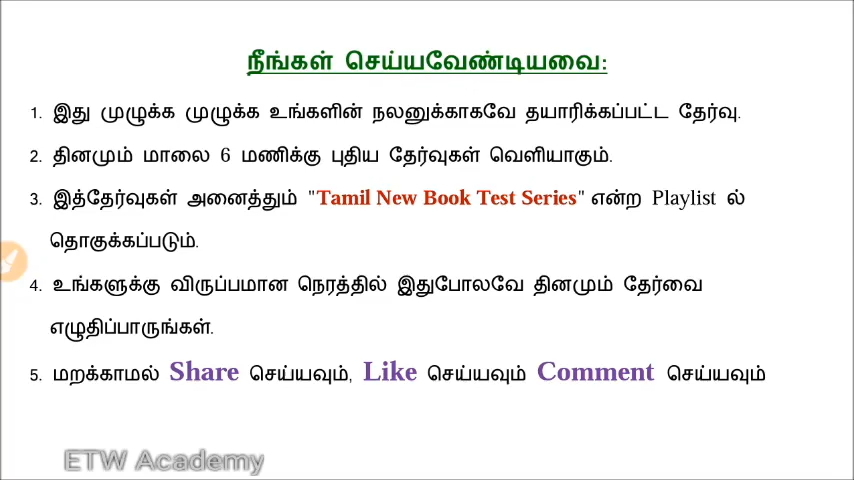 நீங்கள் செய்யவேண்டியவை:
1. இது முழுக்க முழுக்க உங்களின் நலனுக்காகவே தயாரிக்கப்பட்ட தேர்வு.
2. தினமும் மாலை 6 மணிக்கு புதிய தேர்வுகள் வெளியாகும்.
3. இத்தேர்வுகள் அனைத்தும் "Tamil New Book Test Series" என்ற Playlist ல்
தொகுக்கப்படும்.
4. உங்களுக்கு விருப்பமான நெரத்தில் இதுபோலவே தினமும் தேர்வை
எழுதிப்பாருங்கள்.
5. மறக்காமல் Share செய்யவும், Like செய்யவும் Comment செய்யவும்
ETW Academy